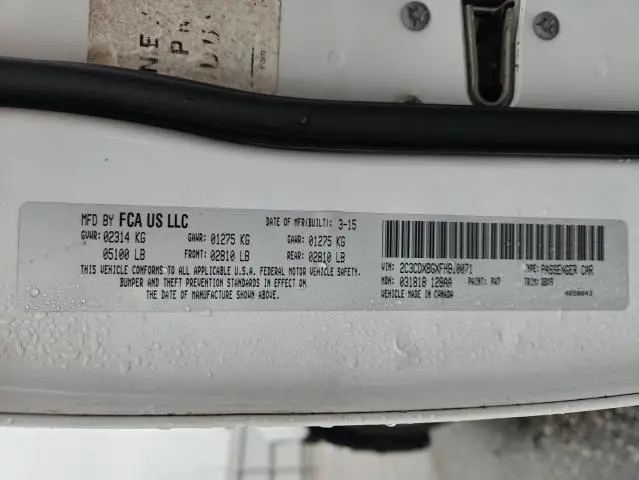 MFD BY FCA US LLC DATE OF MFR(BUILT): 3-15
GVWR: 02314 KG GAWR: 01275 KG GAWR: 01275 KG
05100 LB FRONT: 02810 LB REAR: 02810 LB
THIS VEHICLE CONFORMS TO ALL APPLICABLE U.S.A. FEDERAL MOTOR VEHICLE SAFETY,
BUMPER AND THEFT PREVENTION STANDARDS IN EFFECT ON
THE DATE OF MANUFACTURE SHOWN ABOVE.
VIN: 2C3CDXBGXFH8J0071 TYPE: PASSENGER CAR
MDH: 031818 128AA PAINT: PW7 TRIM:
VEHICLE MADE IN CANADA